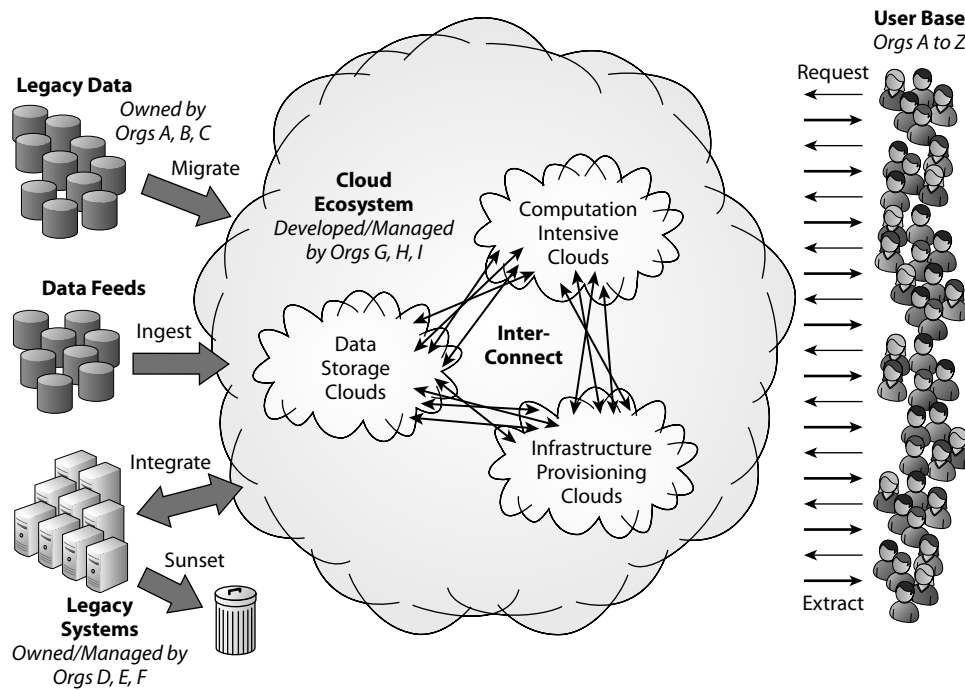 Legacy Data
Owned by
Orgs A, B, C
Migrate
Data Feeds
Ingest
Integrate
Sunset
Legacy
Systems
Owned/Managed by
Orgs D, E, F
Cloud
Ecosystem
Developed/Managed
by Orgs G, H, I
Computation
Intensive
Clouds
Data
Storage
Clouds
Inter-
Connect
Infrastructure
Provisioning
Clouds
User Base
Orgs A to Z
Request
Extract